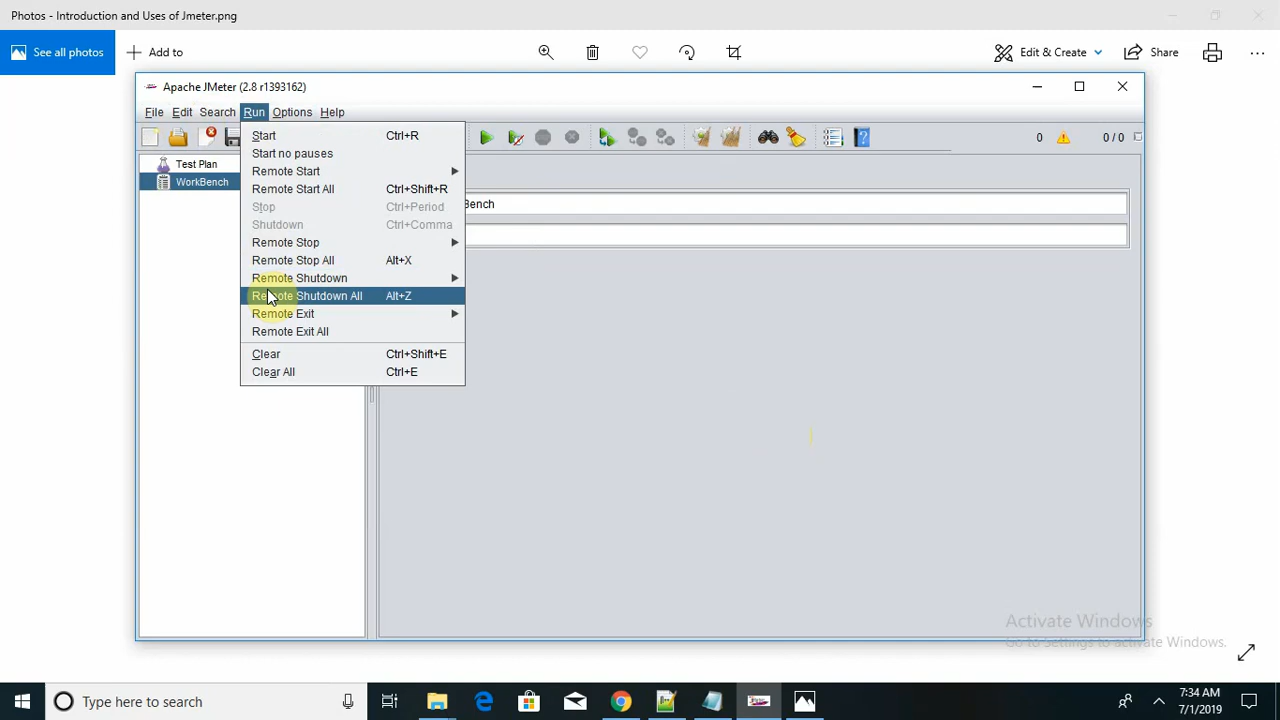 Photos - Introduction and Uses of Jmeter.png
See all photos
Add to
Edit & Create
Share
Apache JMeter (2.8 r1393162)
File Edit Search Run Options Help
0 0 / 0
Start Ctrl+R
Start no pauses
Remote Start
Remote Start All Ctrl+Shift+R
Stop Ctrl+Period
Shutdown Ctrl+Comma
Remote Stop
Remote Stop All Alt+X
Remote Shutdown
Remote Shutdown All Alt+Z
Remote Exit
Remote Exit All
Clear Ctrl+Shift+E
Clear All Ctrl+E
Test Plan
WorkBench
Bench
Activate Windows
Go to Settings to activate Windows.
Type here to search
7:34 AM
7/1/2019